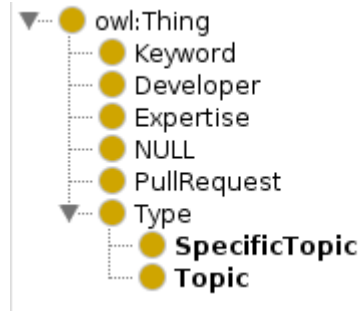 owl:Thing
Keyword
Developer
Expertise
NULL
PullRequest
Type
SpecificTopic
Topic